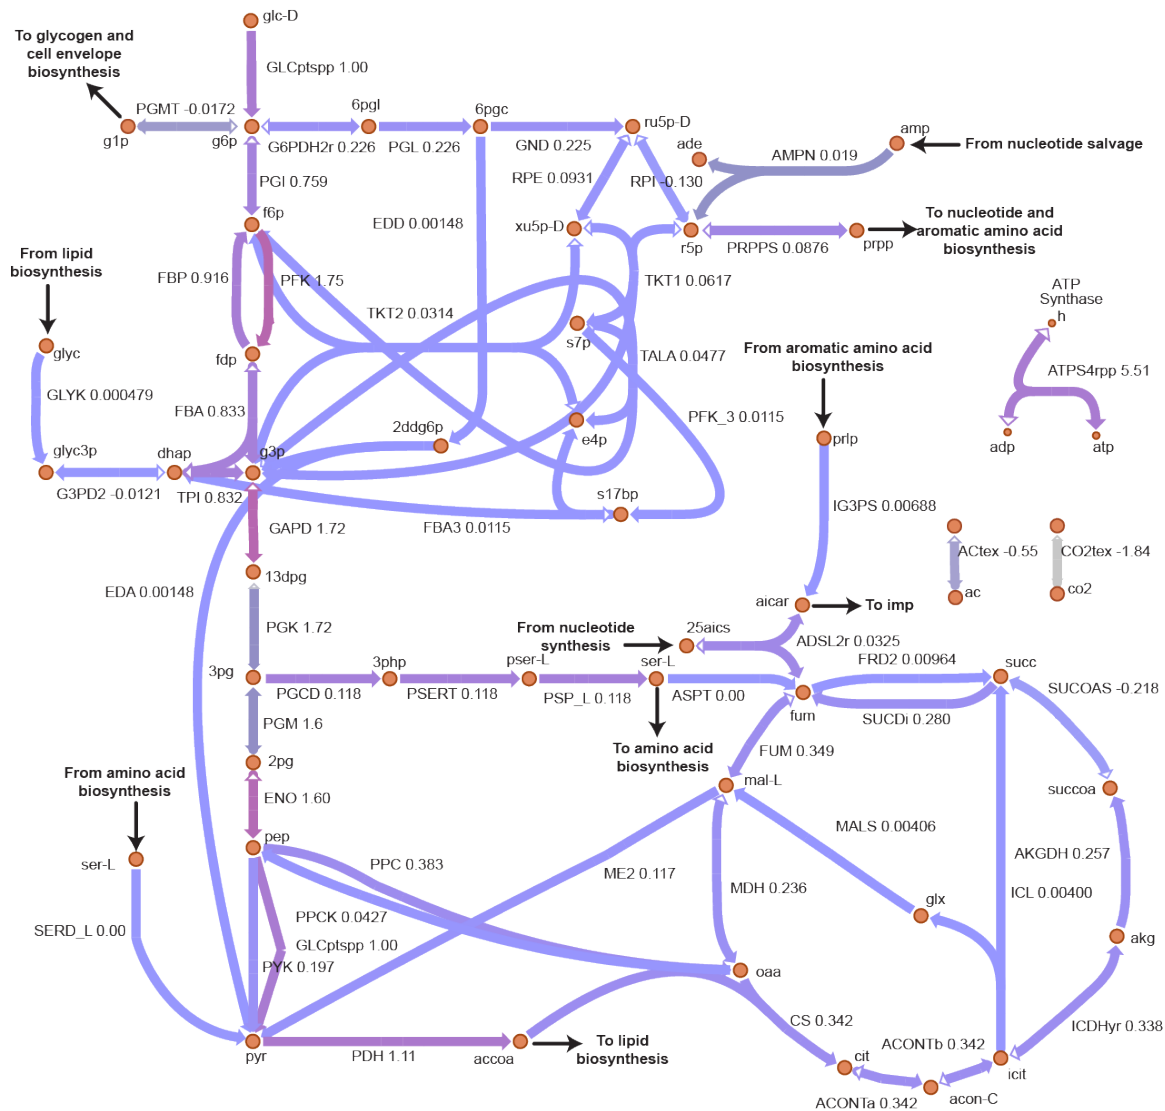 glc-D
To glycogen and
cell envelope
biosynthesis
GLCptspp 1.00
PGMT -0.0172
g1p
g6p
G6PDH2r 0.226
6pgl
PGL 0.226
6pgc
GND 0.225
ru5p-D
ade
AMPN 0.019
amp
From nucleotide salvage
PGI 0.759
EDD 0.00148
RPE 0.0931
RPI -0.130
f6p
xu5p-D
r5p
PRPPS 0.0876
prpp
To nucleotide and
aromatic amino acid
biosynthesis
From lipid
biosynthesis
FBP 0.916
PFK 1.75
TKT2 0.0314
TKT1 0.0617
s7p
TALA 0.0477
ATP
Synthase
h
ATPS4rpp 5.51
adp
atp
glyc
GLYK 0.000479
fdp
FBA 0.833
From aromatic amino acid
biosynthesis
PFK_3 0.0115
2ddg6p
e4p
prlp
glyc3p
G3PD2 -0.0121
dhap
TPI 0.832
g3p
s17bp
FBA3 0.0115
IG3PS 0.00688
GAPD 1.72
13dpg
ACtex -0.55
ac
CO2tex -1.84
co2
EDA 0.00148
PGK 1.72
aicar
To imp
From nucleotide
synthesis
25aics
ADSL2r 0.0325
3pg
PGCD 0.118
3php
PSERT 0.118
pser-L
PSP_L 0.118
ser-L
ASPT 0.00
fum
FRD2 0.00964
SUCDi 0.280
succ
SUCOAS -0.218
PGM 1.6
2pg
To amino acid
biosynthesis
FUM 0.349
mal-L
succoa
From amino acid
biosynthesis
ENO 1.60
pep
ser-L
PPC 0.383
ME2 0.117
MDH 0.236
MALS 0.00406
AKGDH 0.257
ICL 0.00400
glx
akg
SERD_L 0.00
PPCK 0.0427
GLCptspp 1.00
PYK 0.197
oaa
pyr
PDH 1.11
accoa
To lipid
biosynthesis
CS 0.342
cit
ACONTb 0.342
ICDHyr 0.338
icit
ACONTa 0.342
acon-C